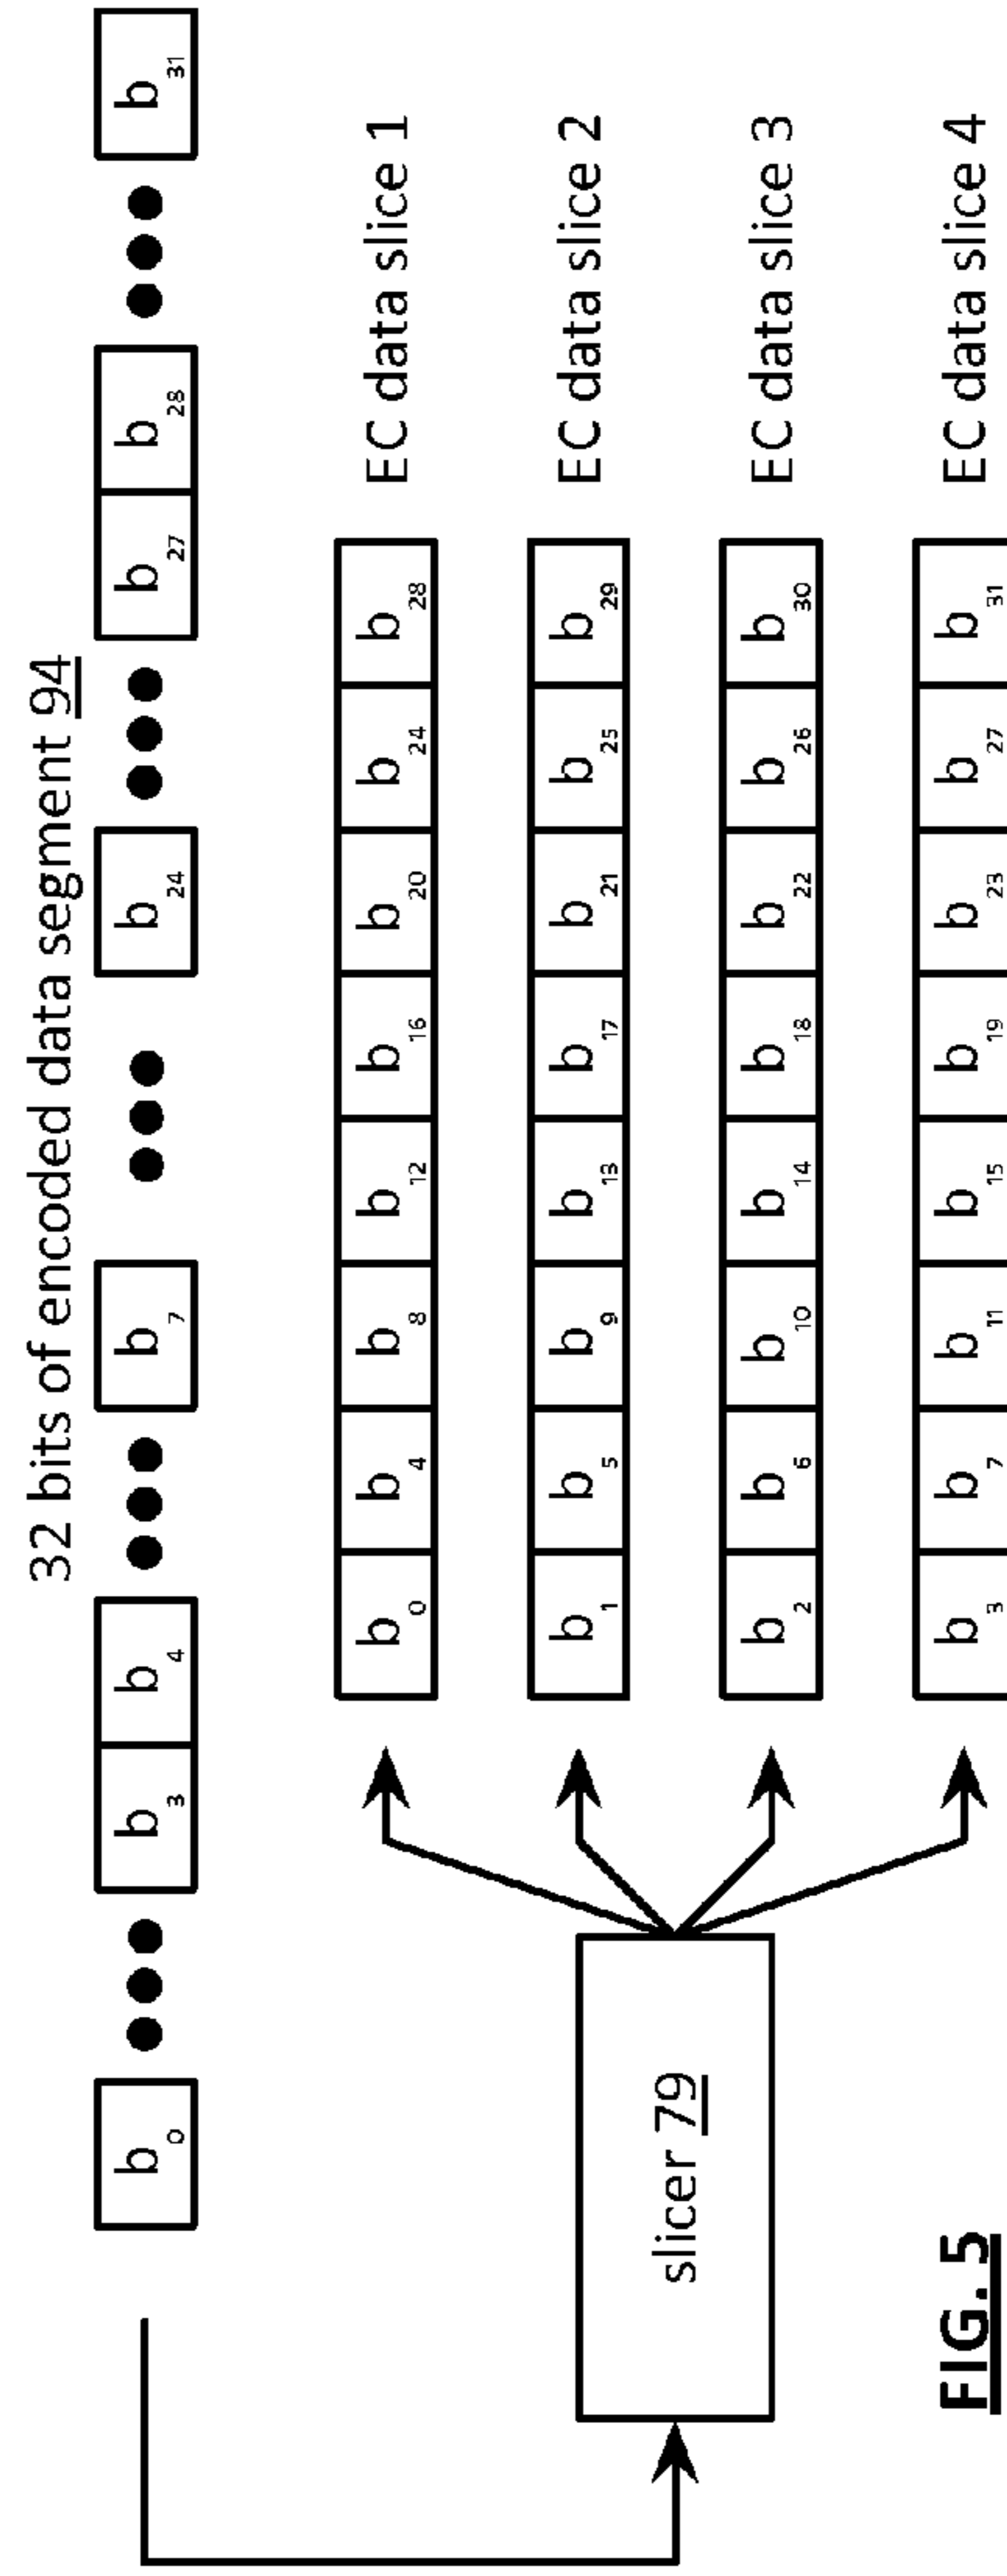 32 bits of encoded data segment 94
b0 ●●● b3 b4 ●●● b7 ●●● b24 ●●● b27 b28 ●●● b31
b0 b4 b8 b12 b16 b20 b24 b28 EC data slice 1
b1 b5 b9 b13 b17 b21 b25 b29 EC data slice 2
slicer 79
b2 b6 b10 b14 b18 b22 b26 b30 EC data slice 3
b3 b7 b11 b15 b19 b23 b27 b31 EC data slice 4
FIG. 5